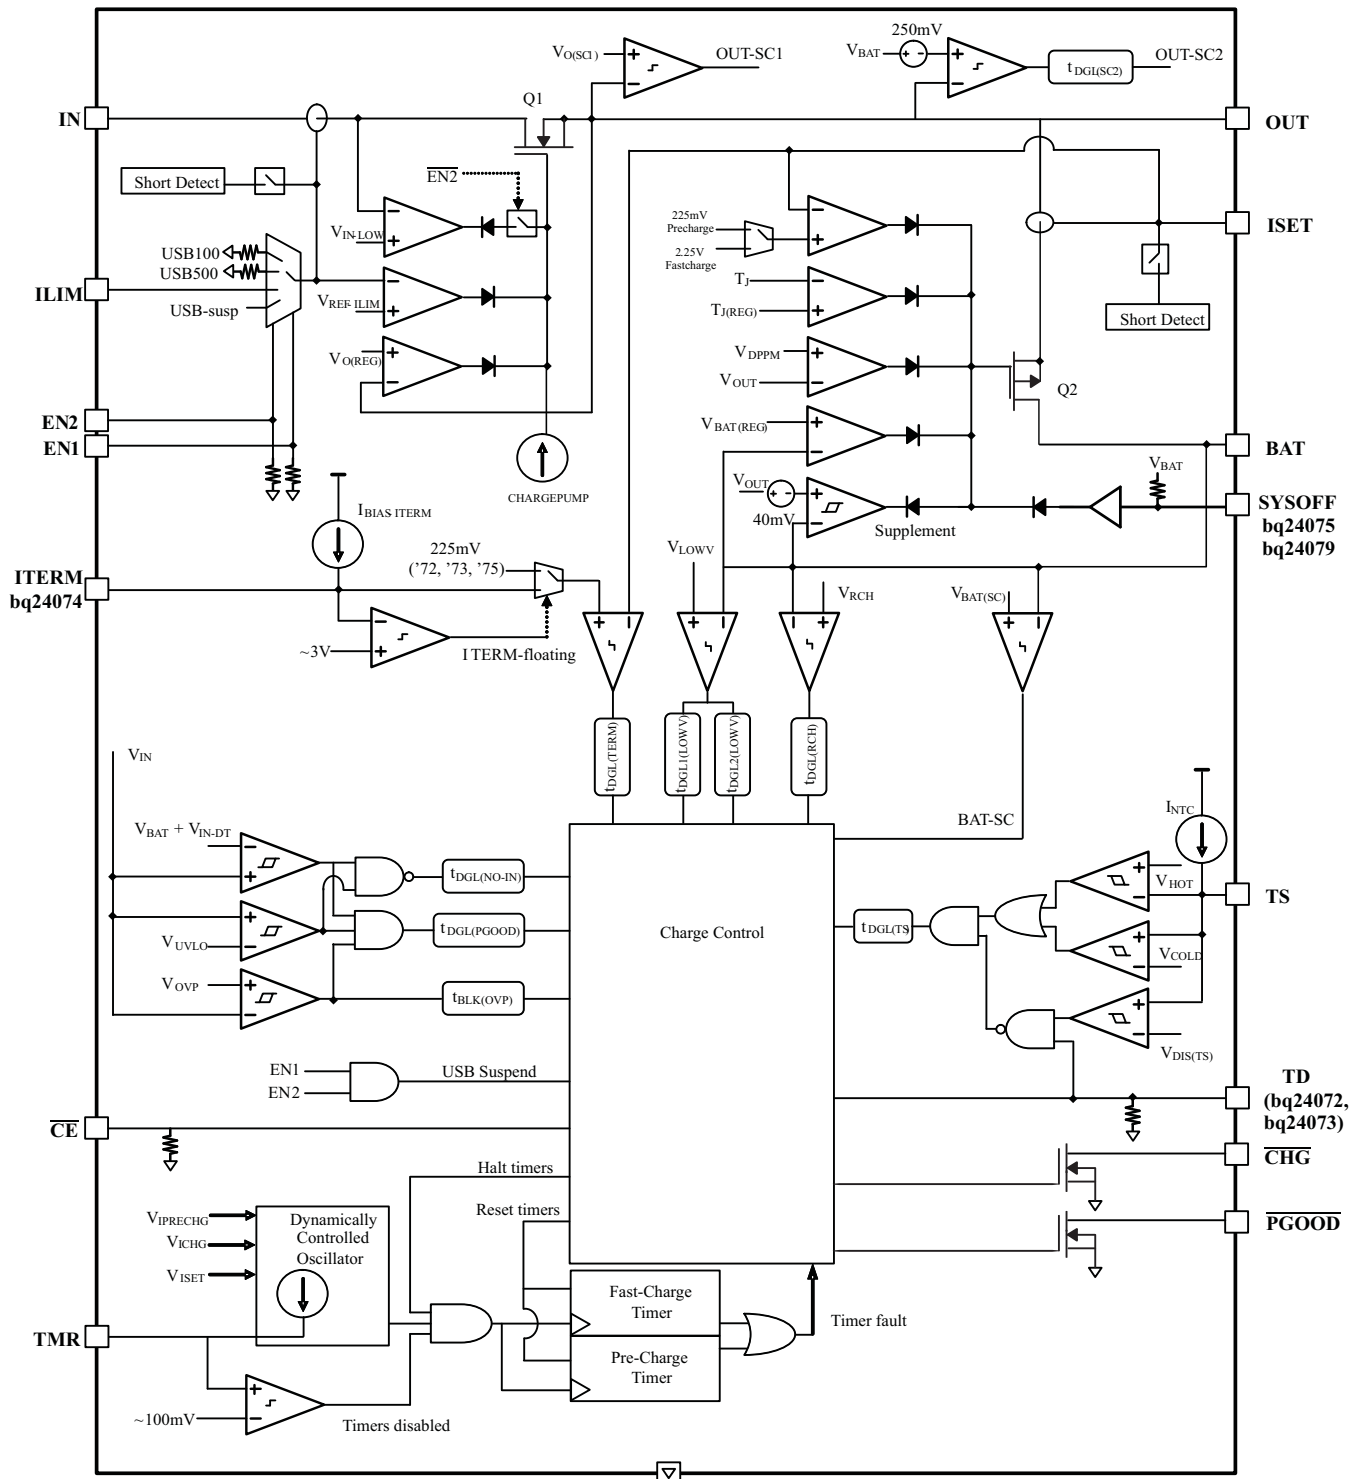 250mV
VO(SC1)
OUT-SC1
VBAT
tDGL(SC2)
OUT-SC2
Q1
IN
OUT
Short Detect
EN2
225mV
Precharge
2.25V
Fastcharge
ISET
VIN-LOW
USB100
USB500
ILIM
USB-susp
VREF-ILIM
TJ
TJ(REG)
Short Detect
VO(REG)
VDPPM
VOUT
Q2
EN2
EN1
VBAT(REG)
BAT
CHARGEPUMP
VOUT
40mV
Supplement
VBAT
SYSOFF
bq24075
bq24079
IBIAS ITERM
225mV
('72, '73, '75)
VLOWV
ITERM
bq24074
VRCH
VBAT(SC)
~3V
ITERM-floating
tDGL(TERM)
tDGL1(LOWV)
tDGL2(LOWV)
tDGL(RCH)
VIN
BAT-SC
INTC
VBAT + VIN-DT
tDGL(NO-IN)
VHOT
TS
tDGL(PGOOD)
Charge Control
tDGL(TS)
VUVLO
VCOLD
VOVP
tBLK(OVP)
VDIS(TS)
EN1
EN2
USB Suspend
TD
(bq24072,
bq24073)
CE
CHG
Halt timers
Reset timers
PGOOD
VIPRECHG
VICHG
VISET
Dynamically
Controlled
Oscillator
Fast-Charge
Timer
Timer fault
TMR
Pre-Charge
Timer
~100mV
Timers disabled